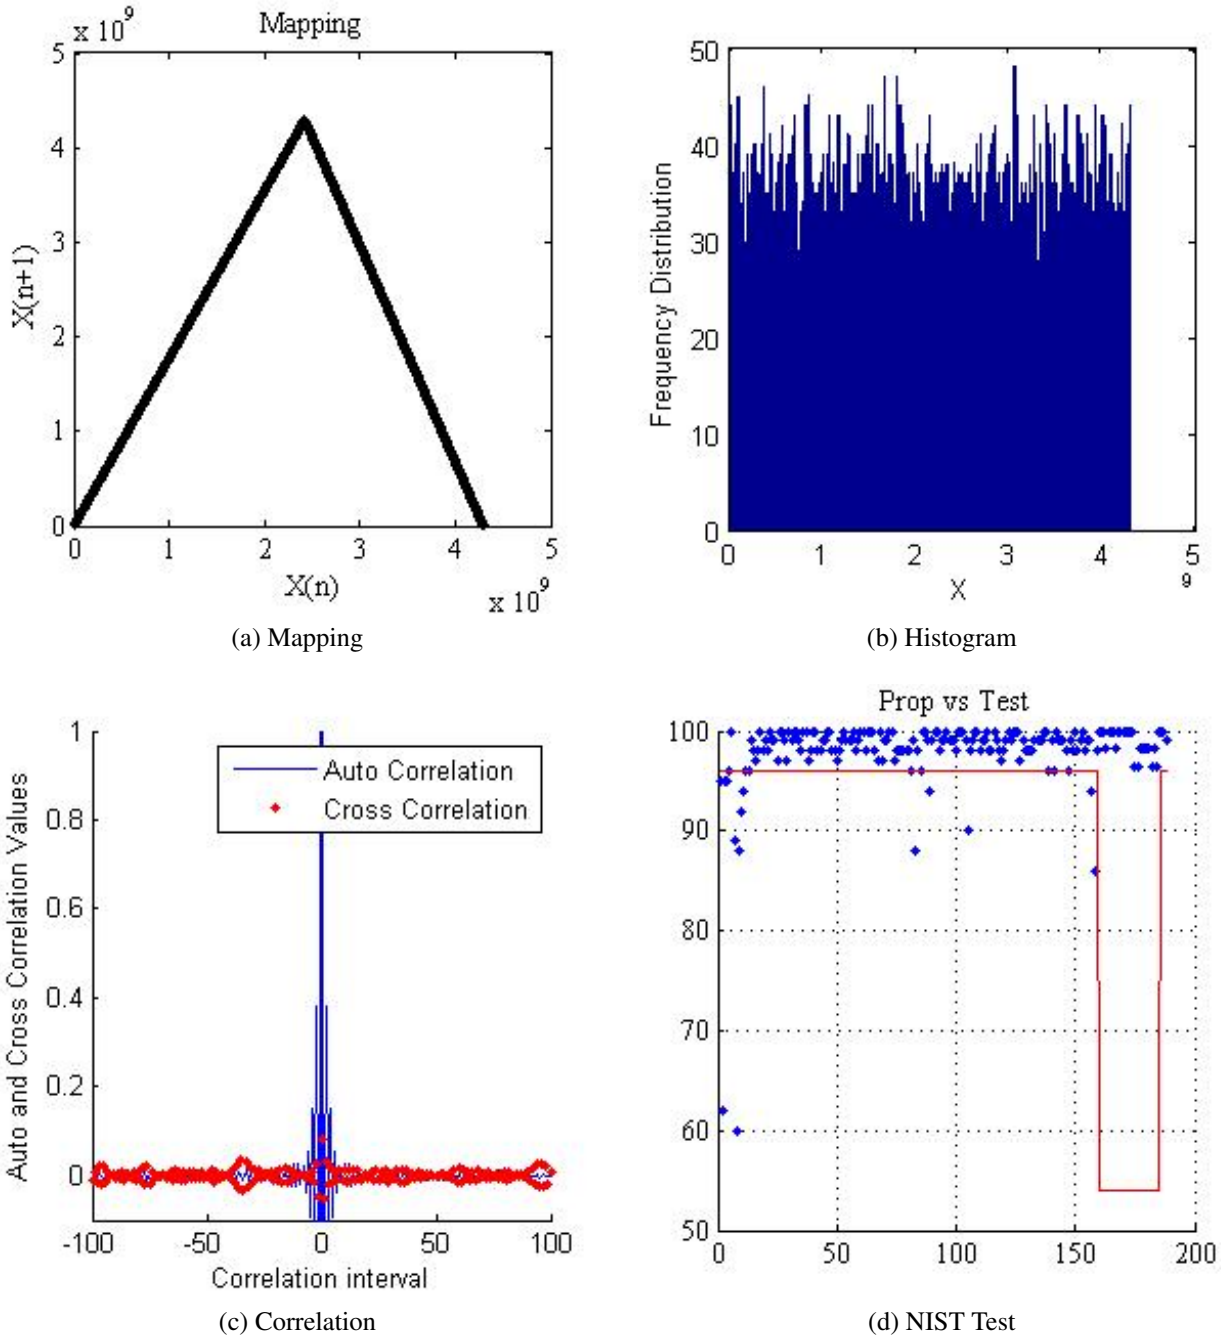 x 10^9
Mapping
5
4
3
2
1
0
X(n+1)
0 1 2 3 4 5
X(n)
x 10^9
(a) Mapping
50
40
30
20
10
0
Frequency Distribution
0 1 2 3 4 5
X
9
(b) Histogram
1
0.8
0.6
0.4
0.2
0
Auto and Cross Correlation Values
Auto Correlation
Cross Correlation
-100 -50 0 50 100
Correlation interval
(c) Correlation
Prop vs Test
100
90
80
70
60
50
0 50 100 150 200
(d) NIST Test